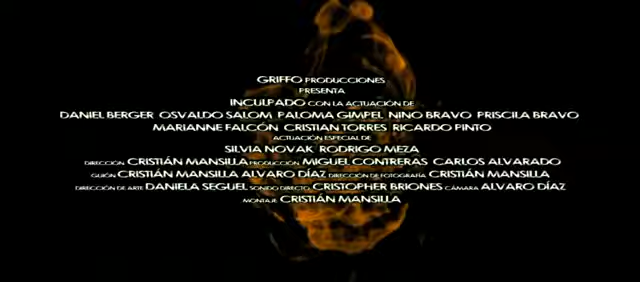 GRIFFO PRODUCCIONES
PRESENTA
INCULPADO CON LA ACTUACIÓN DE
DANIEL BERGER OSVALDO SALOM PALOMA GIMPEL NINO BRAVO PRISCILA BRAVO
MARIANNE FALCÓN CRISTIAN TORRES RICARDO PINTO
ACTUACIÓN ESPECIAL DE
SILVIA NOVAK RODRIGO MEZA
DIRECCIÓN CRISTIÁN MANSILLA PRODUCCIÓN MIGUEL CONTRERAS CARLOS ALVARADO
GUIÓN CRISTIÁN MANSILLA ALVARO DÍAZ DIRECCIÓN DE FOTOGRAFÍA CRISTIÁN MANSILLA
DIRECCIÓN DE ARTE DANIELA SEGUEL SONIDO DIRECTO CRISTOPHER BRIONES CÁMARA ALVARO DÍAZ
MONTAJE CRISTIÁN MANSILLA